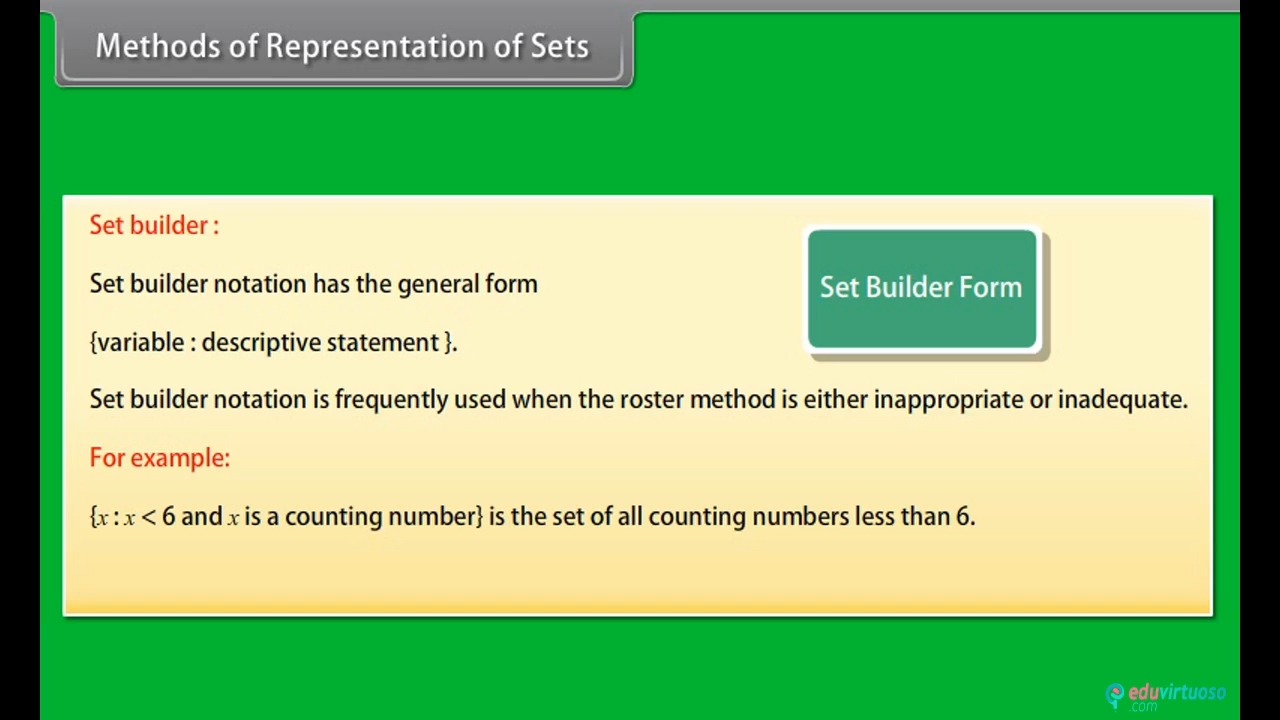 Methods of Representation of Sets
Set builder :
Set Builder Form
Set builder notation has the general form
{variable : descriptive statement }.
Set builder notation is frequently used when the roster method is either inappropriate or inadequate.
For example:
{x : x < 6 and x is a counting number} is the set of all counting numbers less than 6.
eduvirtuoso
.com